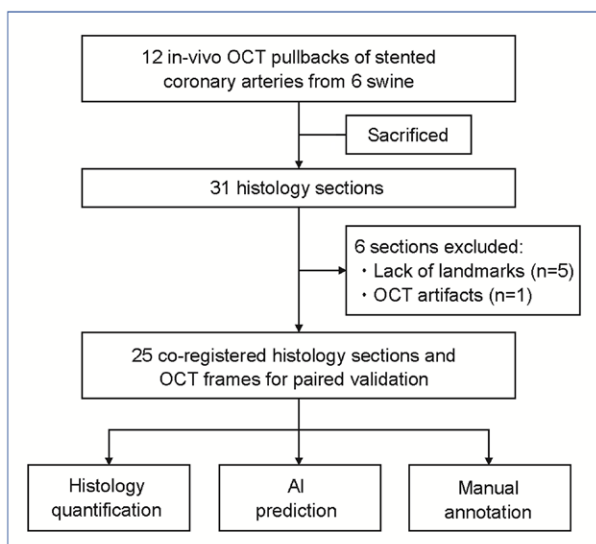 12 in-vivo OCT pullbacks of stented
coronary arteries from 6 swine
Sacrificed
31 histology sections
6 sections excluded:
・Lack of landmarks (n=5)
・OCT artifacts (n=1)
25 co-registered histology sections and
OCT frames for paired validation
Histology
quantification
AI
prediction
Manual
annotation